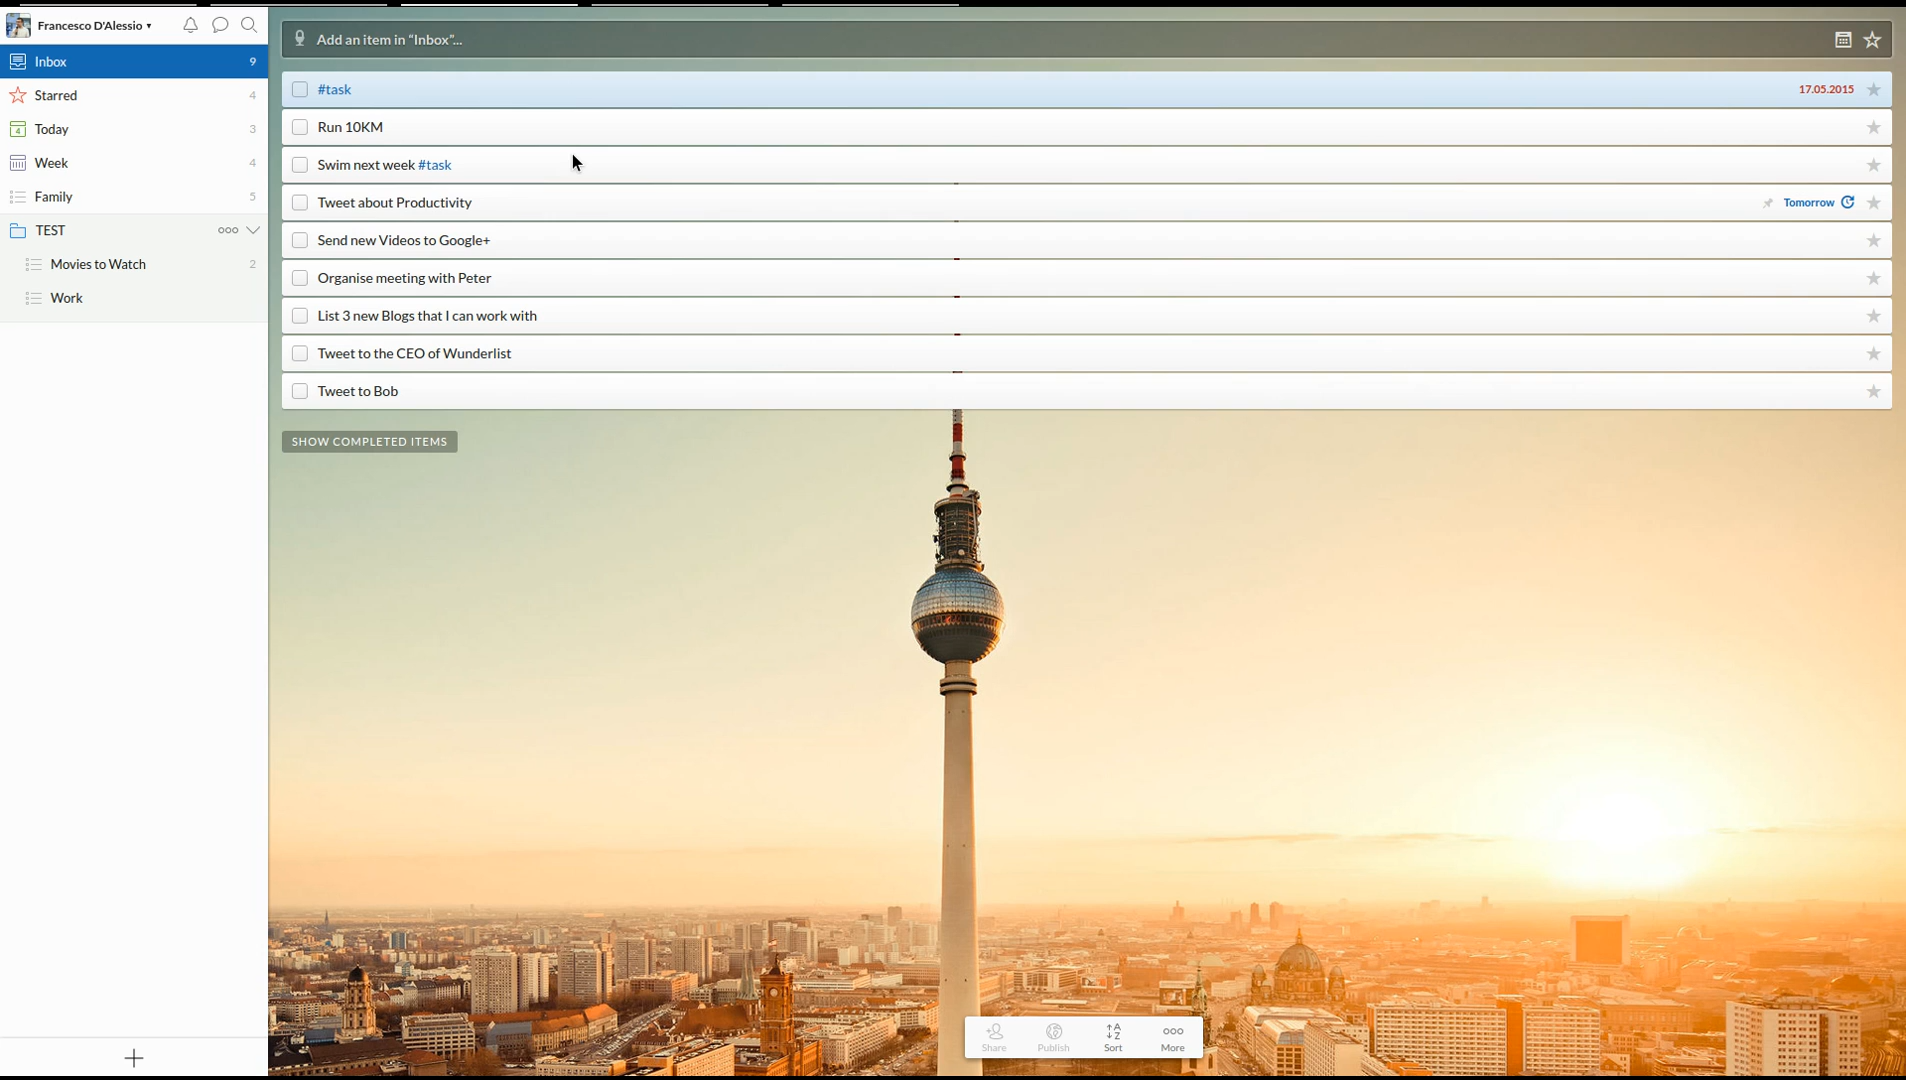 Francesco D'Alessio
Inbox 9
Starred 4
4 Today 3
Week 4
Family 5
TEST
Movies to Watch 2
Work
Add an item in “Inbox”...
#task 17.05.2015
Run 10KM
Swim next week #task
Tweet about Productivity Tomorrow
Send new Videos to Google+
Organise meeting with Peter
List 3 new Blogs that I can work with
Tweet to the CEO of Wunderlist
Tweet to Bob
SHOW COMPLETED ITEMS
A
Z
Share Publish Sort More